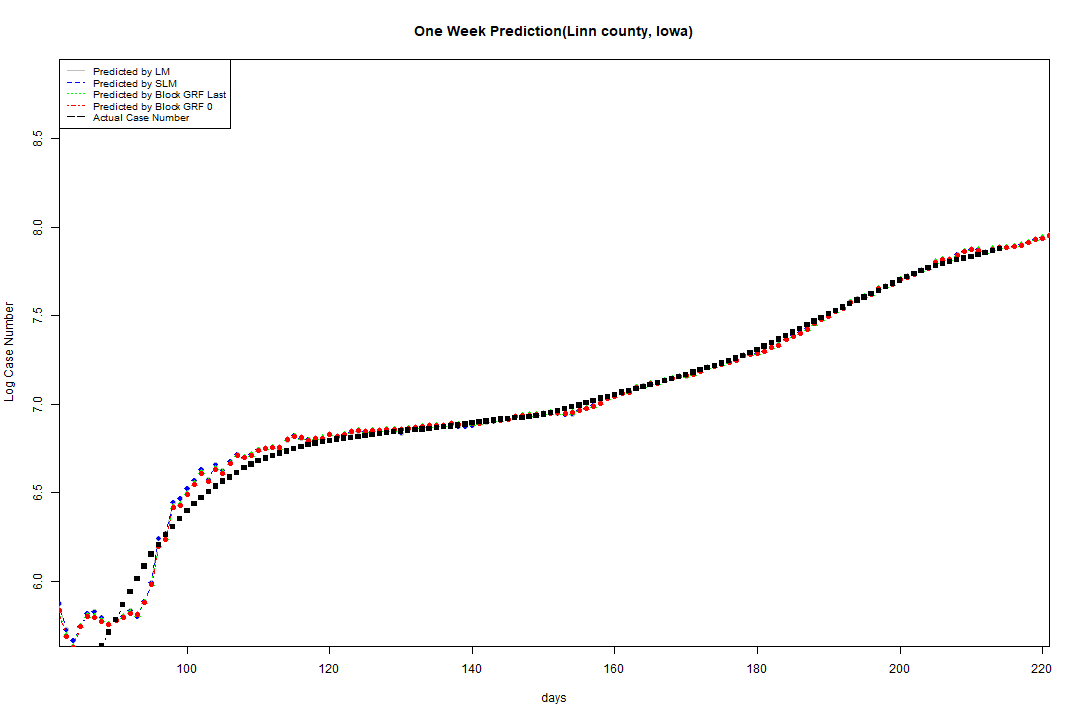 One Week Prediction(Linn county, Iowa)
Predicted by LM
Predicted by SLM
Predicted by Block GRF Last
Predicted by Block GRF 0
Actual Case Number
8.5
8.0
7.5
7.0
6.5
6.0
Log Case Number
100 120 140 160 180 200 220
days